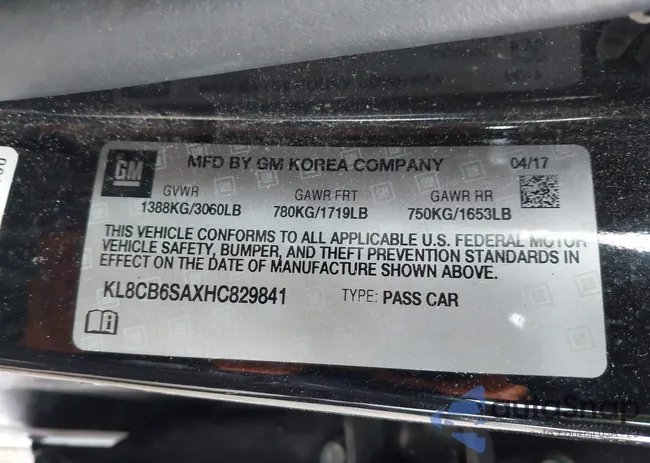 GM MFD BY GM KOREA COMPANY 04/17
GVWR GAWR FRT GAWR RR
1388KG/3060LB 780KG/1719LB 750KG/1653LB
THIS VEHICLE CONFORMS TO ALL APPLICABLE U.S. FEDERAL MOTOR
VEHICLE SAFETY, BUMPER, AND THEFT PREVENTION STANDARDS IN
EFFECT ON THE DATE OF MANUFACTURE SHOWN ABOVE.
KL8CB6SAXHC829841 TYPE: PASS CAR
autoSnap